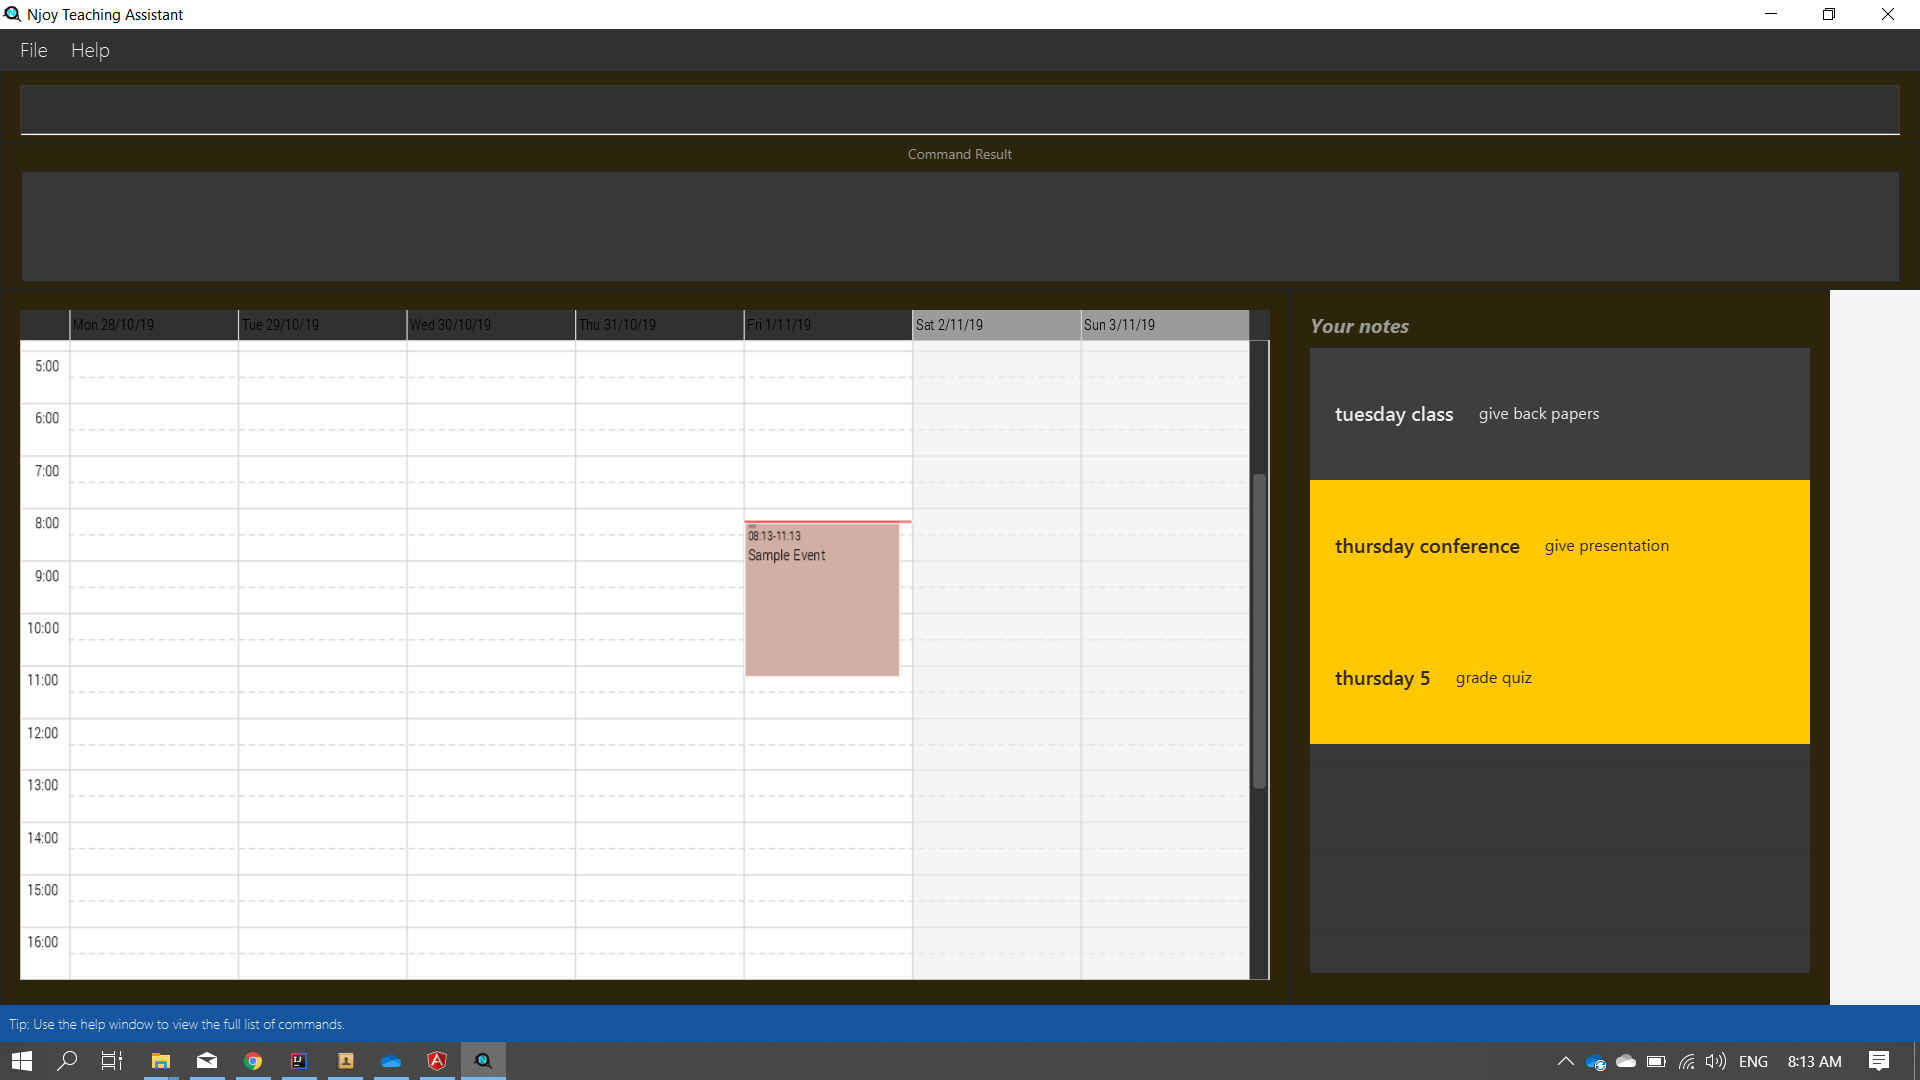 Njoy Teaching Assistant
File Help
Command Result
Mon 28/10/19 Tue 29/10/19 Wed 30/10/19 Thu 31/10/19 Fri 1/11/19 Sat 2/11/19 Sun 3/11/19
5:00
6:00
7:00
8:00
9:00
10:00
11:00
12:00
13:00
14:00
15:00
16:00
08:13-11:13
Sample Event
Your notes
tuesday class give back papers
thursday conference give presentation
thursday 5 grade quiz
Tip: Use the help window to view the full list of commands.
ENG 8:13 AM